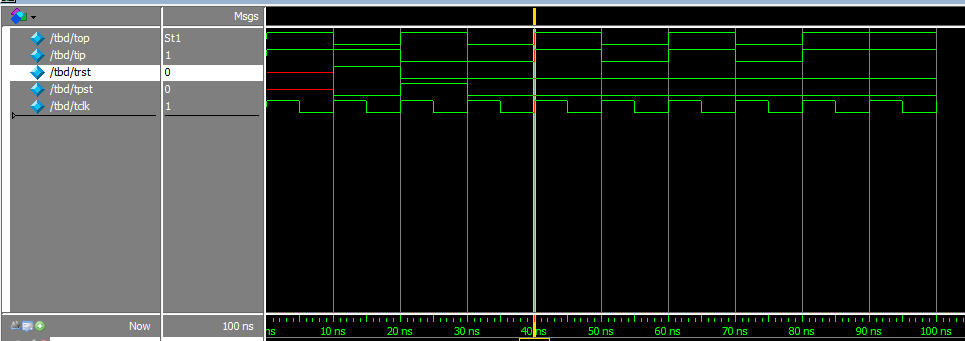 Msgs
/tbd/top St1
/tbd/tip 1
/tbd/trst 0
/tbd/tpst 0
/tbd/tclk 1
Now 100 ns
ns 10 ns 20 ns 30 ns 40 ns 50 ns 60 ns 70 ns 80 ns 90 ns 100 ns